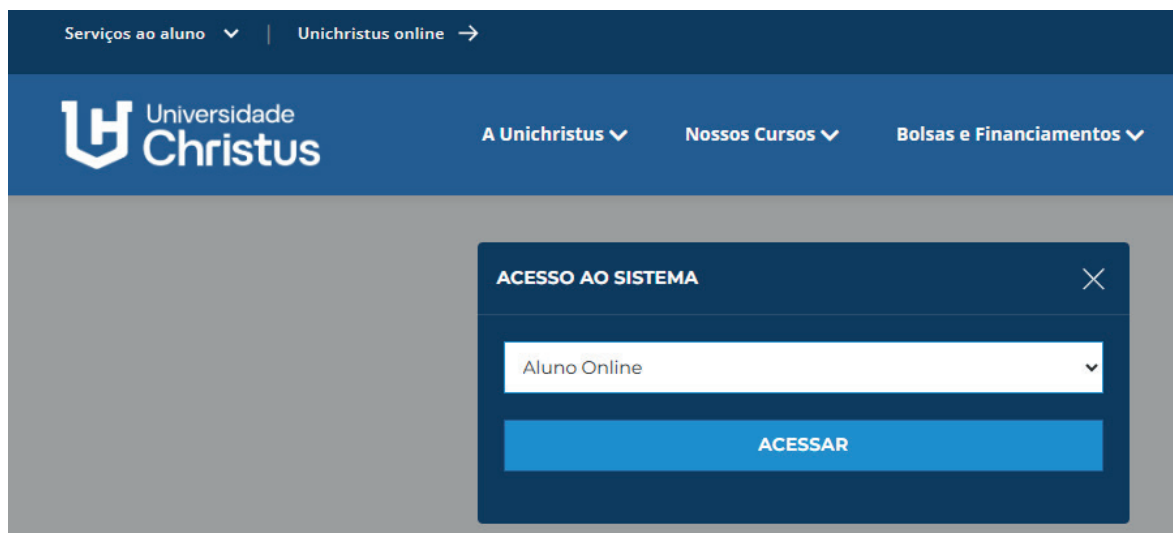 Serviços ao aluno | Unichristus online →
Universidade
Christus
A Unichristus Nossos Cursos Bolsas e Financiamentos
ACESSO AO SISTEMA
Aluno Online
ACESSAR